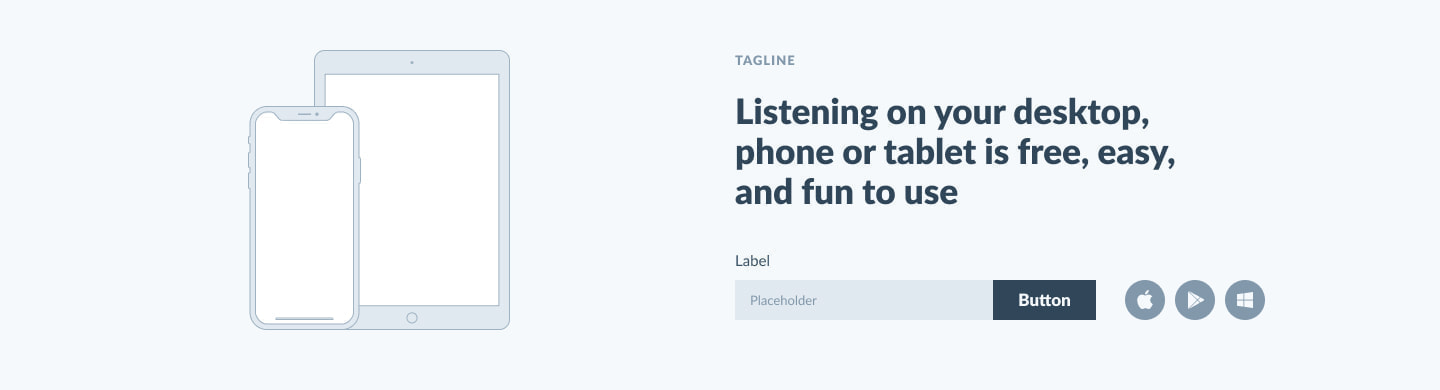 TAGLINE
Listening on your desktop,
phone or tablet is free, easy,
and fun to use
Label
Placeholder
Button